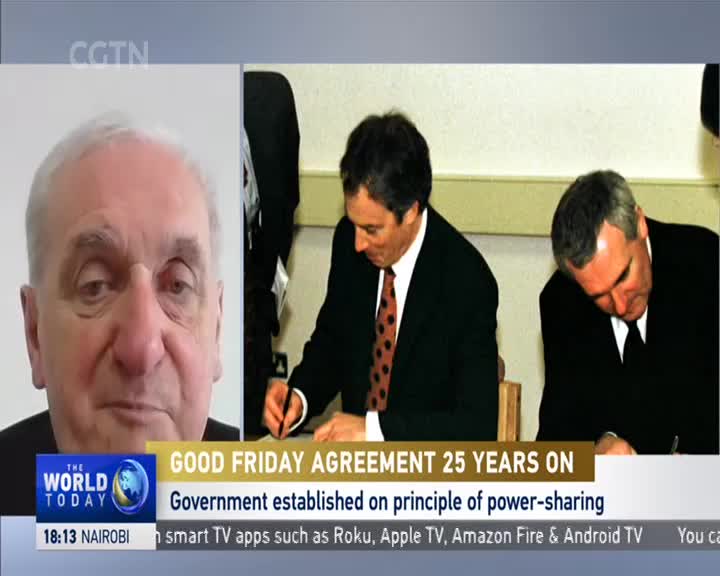 CGTN
GOOD FRIDAY AGREEMENT 25 YEARS ON
THE
WORLD
TODAY
Government established on principle of power-sharing
18:13 NAIROBI
smart TV apps such as Roku, Apple TV, Amazon Fire & Android TV You ca